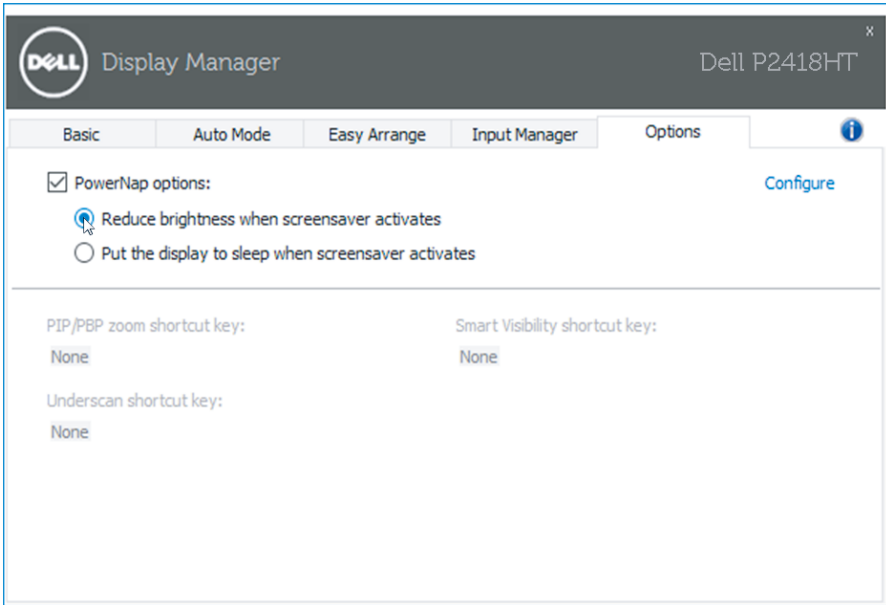 DELL Display Manager Dell P2418HT X
Basic Auto Mode Easy Arrange Input Manager Options i
PowerNap options: Configure
Reduce brightness when screensaver activates
Put the display to sleep when screensaver activates
PIP/PBP zoom shortcut key: Smart Visibility shortcut key:
None None
Underscan shortcut key:
None